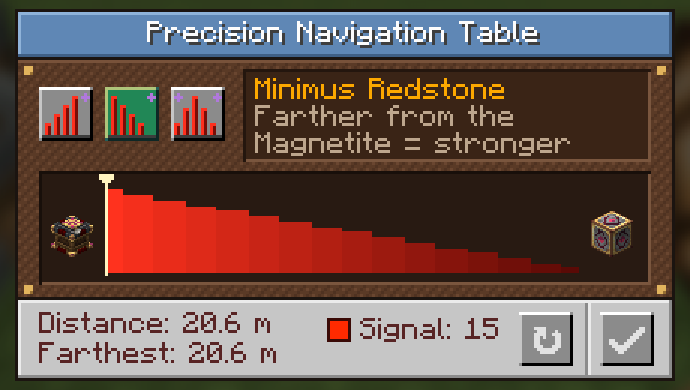 Precision Navigation Table
Minimus Redstone
Farther from the
Magnetite = stronger
Distance: 20.6 m
Farthest: 20.6 m
Signal: 15